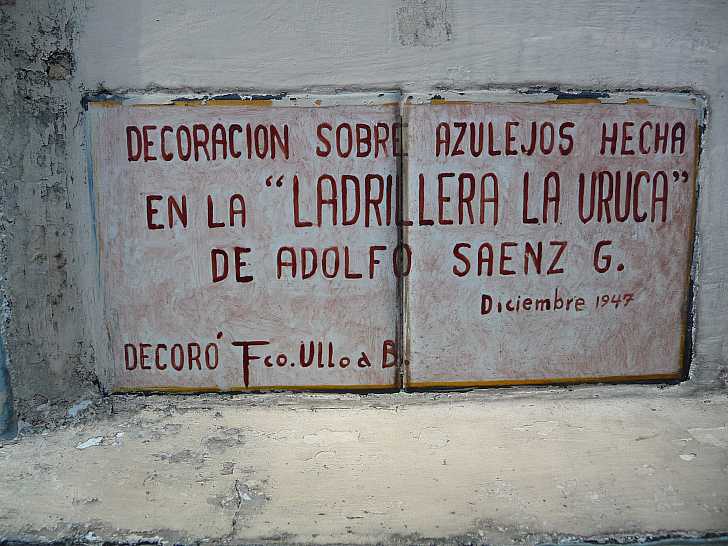 DECORACION SOBRE AZULEJOS HECHA
EN LA "LADRILLERA LA URUCA"
DE ADOLFO SAENZ G.
Diciembre 1947
DECORÓ Fco. Ulloa B.